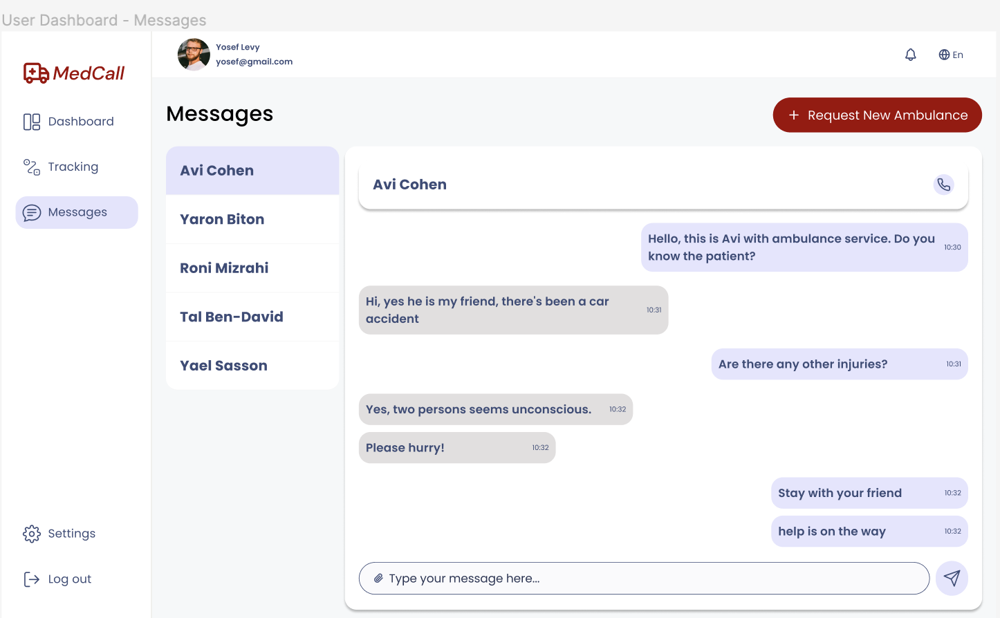 User Dashboard - Messages
MedCall
Dashboard
Tracking
Messages
Settings
Log out
Yosef Levy
yosef@gmail.com
En
Messages
+ Request New Ambulance
Avi Cohen
Yaron Biton
Roni Mizrahi
Tal Ben-David
Yael Sasson
Avi Cohen
Hello, this is Avi with ambulance service. Do you
know the patient?
10:30
Hi, yes he is my friend, there's been a car
accident
10:31
Are there any other injuries?
10:31
Yes, two persons seems unconscious.
10:32
Please hurry!
10:32
Stay with your friend
10:32
help is on the way
10:32
Type your message here...